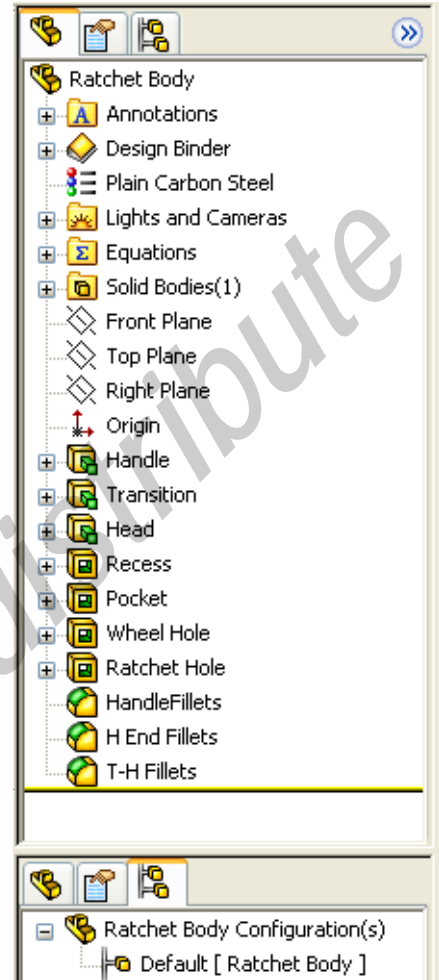 Ratchet Body
A Annotations
Design Binder
Plain Carbon Steel
Lights and Cameras
Σ Equations
Solid Bodies(1)
Front Plane
Top Plane
Right Plane
Origin
Handle
Transition
Head
Recess
Pocket
Wheel Hole
Ratchet Hole
HandleFillets
H End Fillets
T-H Fillets
Ratchet Body Configuration(s)
Default [ Ratchet Body ]
distribute